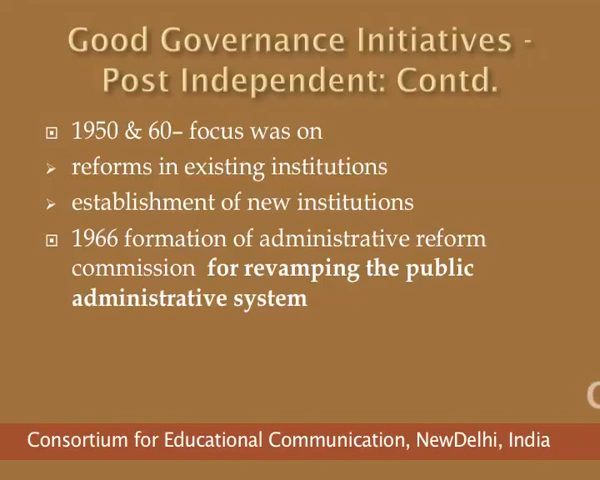 Good Governance Initiatives -
Post Independent: Contd.
1950 & 60– focus was on
reforms in existing institutions
establishment of new institutions
1966 formation of administrative reform
commission for revamping the public
administrative system
Consortium for Educational Communication, NewDelhi, India